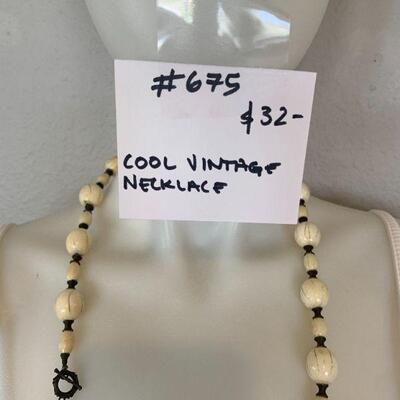 #675
$32-
COOL VINTAGE
NECKLACE